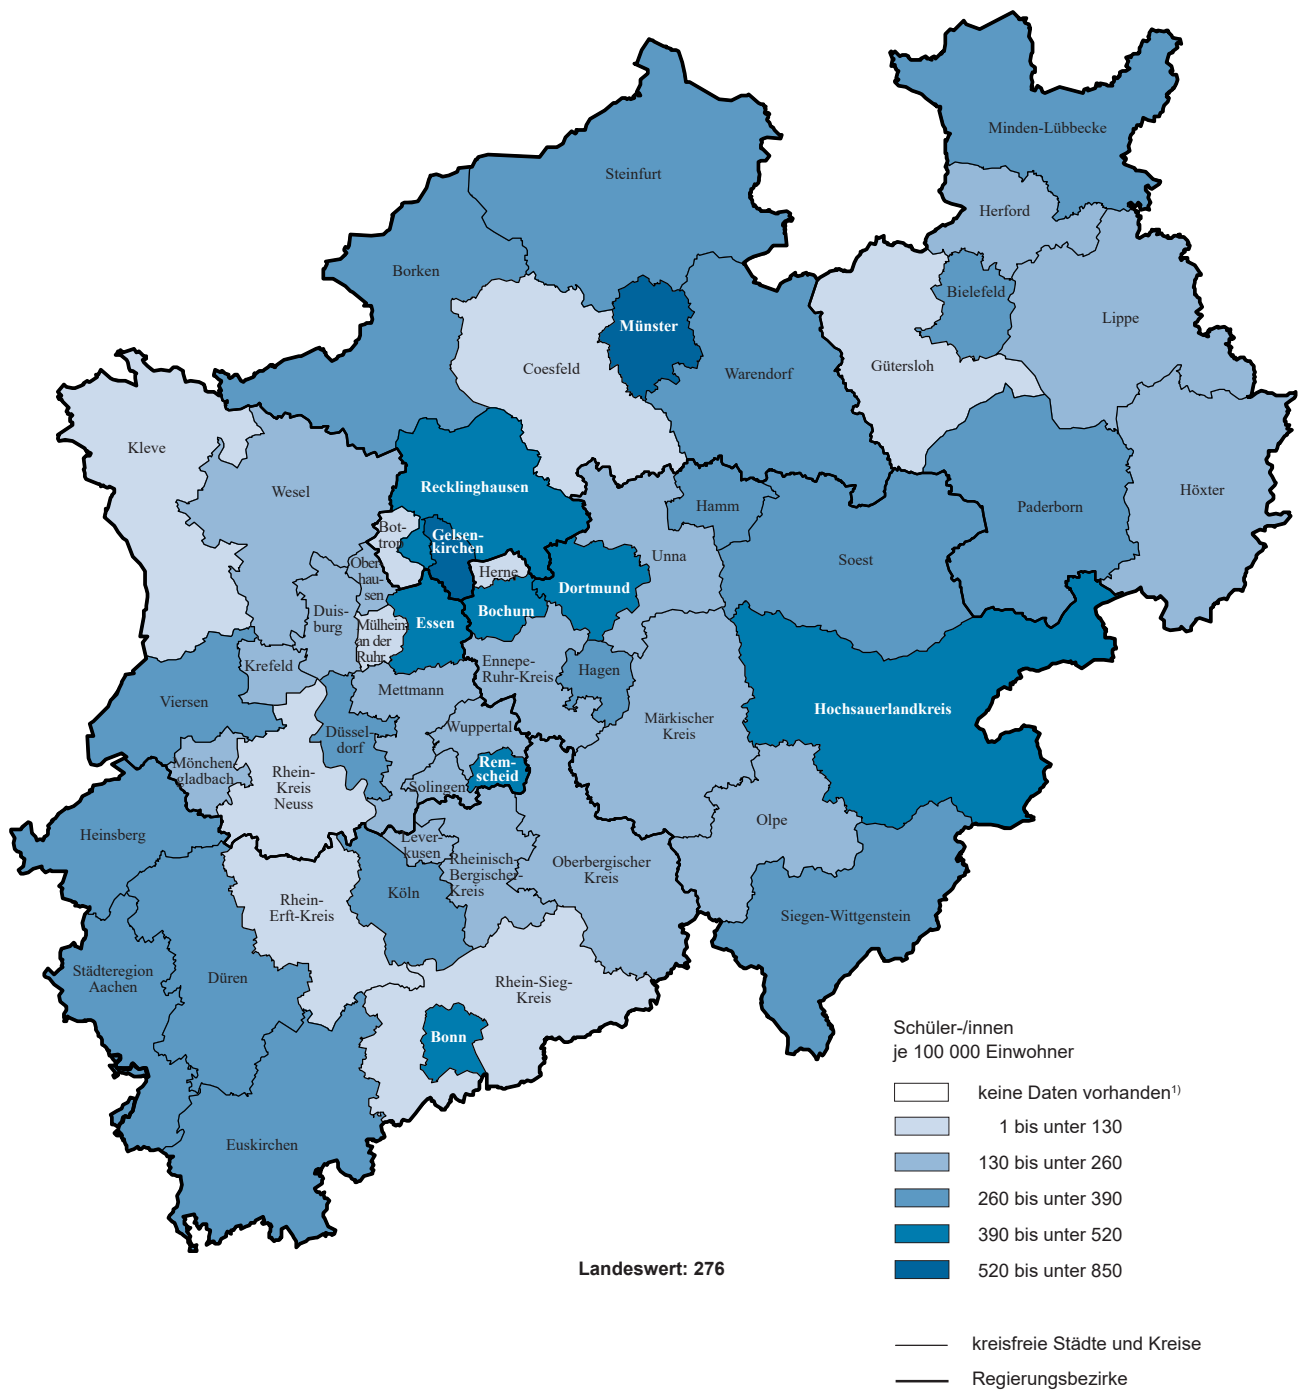 Minden-Lübbecke
Steinfurt
Herford
Borken
Bielefeld
Lippe
Münster
Coesfeld
Gütersloh
Warendorf
Kleve
Wesel
Recklinghausen
Höxter
Hamm
Paderborn
Bot-
trop
Gelsen-
kirchen
Unna
Soest
Ober-
hau-
sen
Herne
Dortmund
Duis-
burg
Bochum
Essen
Mülheim
an der
Ruhr
Krefeld
Ennepe-
Ruhr-Kreis
Hagen
Mettmann
Viersen
Hochsauerlandkreis
Märkischer
Kreis
Wuppertal
Düssel-
dorf
Mönchen-
gladbach
Rem-
scheid
Rhein-
Kreis
Neuss
Solingen
Olpe
Heinsberg
Lever-
kusen
Rheinisch-
Bergischer-
Kreis
Oberbergischer
Kreis
Köln
Rhein-
Erft-Kreis
Siegen-Wittgenstein
Städteregion
Aachen
Düren
Rhein-Sieg-
Kreis
Bonn
Euskirchen
Schüler-/innen
je 100 000 Einwohner
keine Daten vorhanden1)
1 bis unter 130
130 bis unter 260
260 bis unter 390
390 bis unter 520
520 bis unter 850
Landeswert: 276
kreisfreie Städte und Kreise
Regierungsbezirke